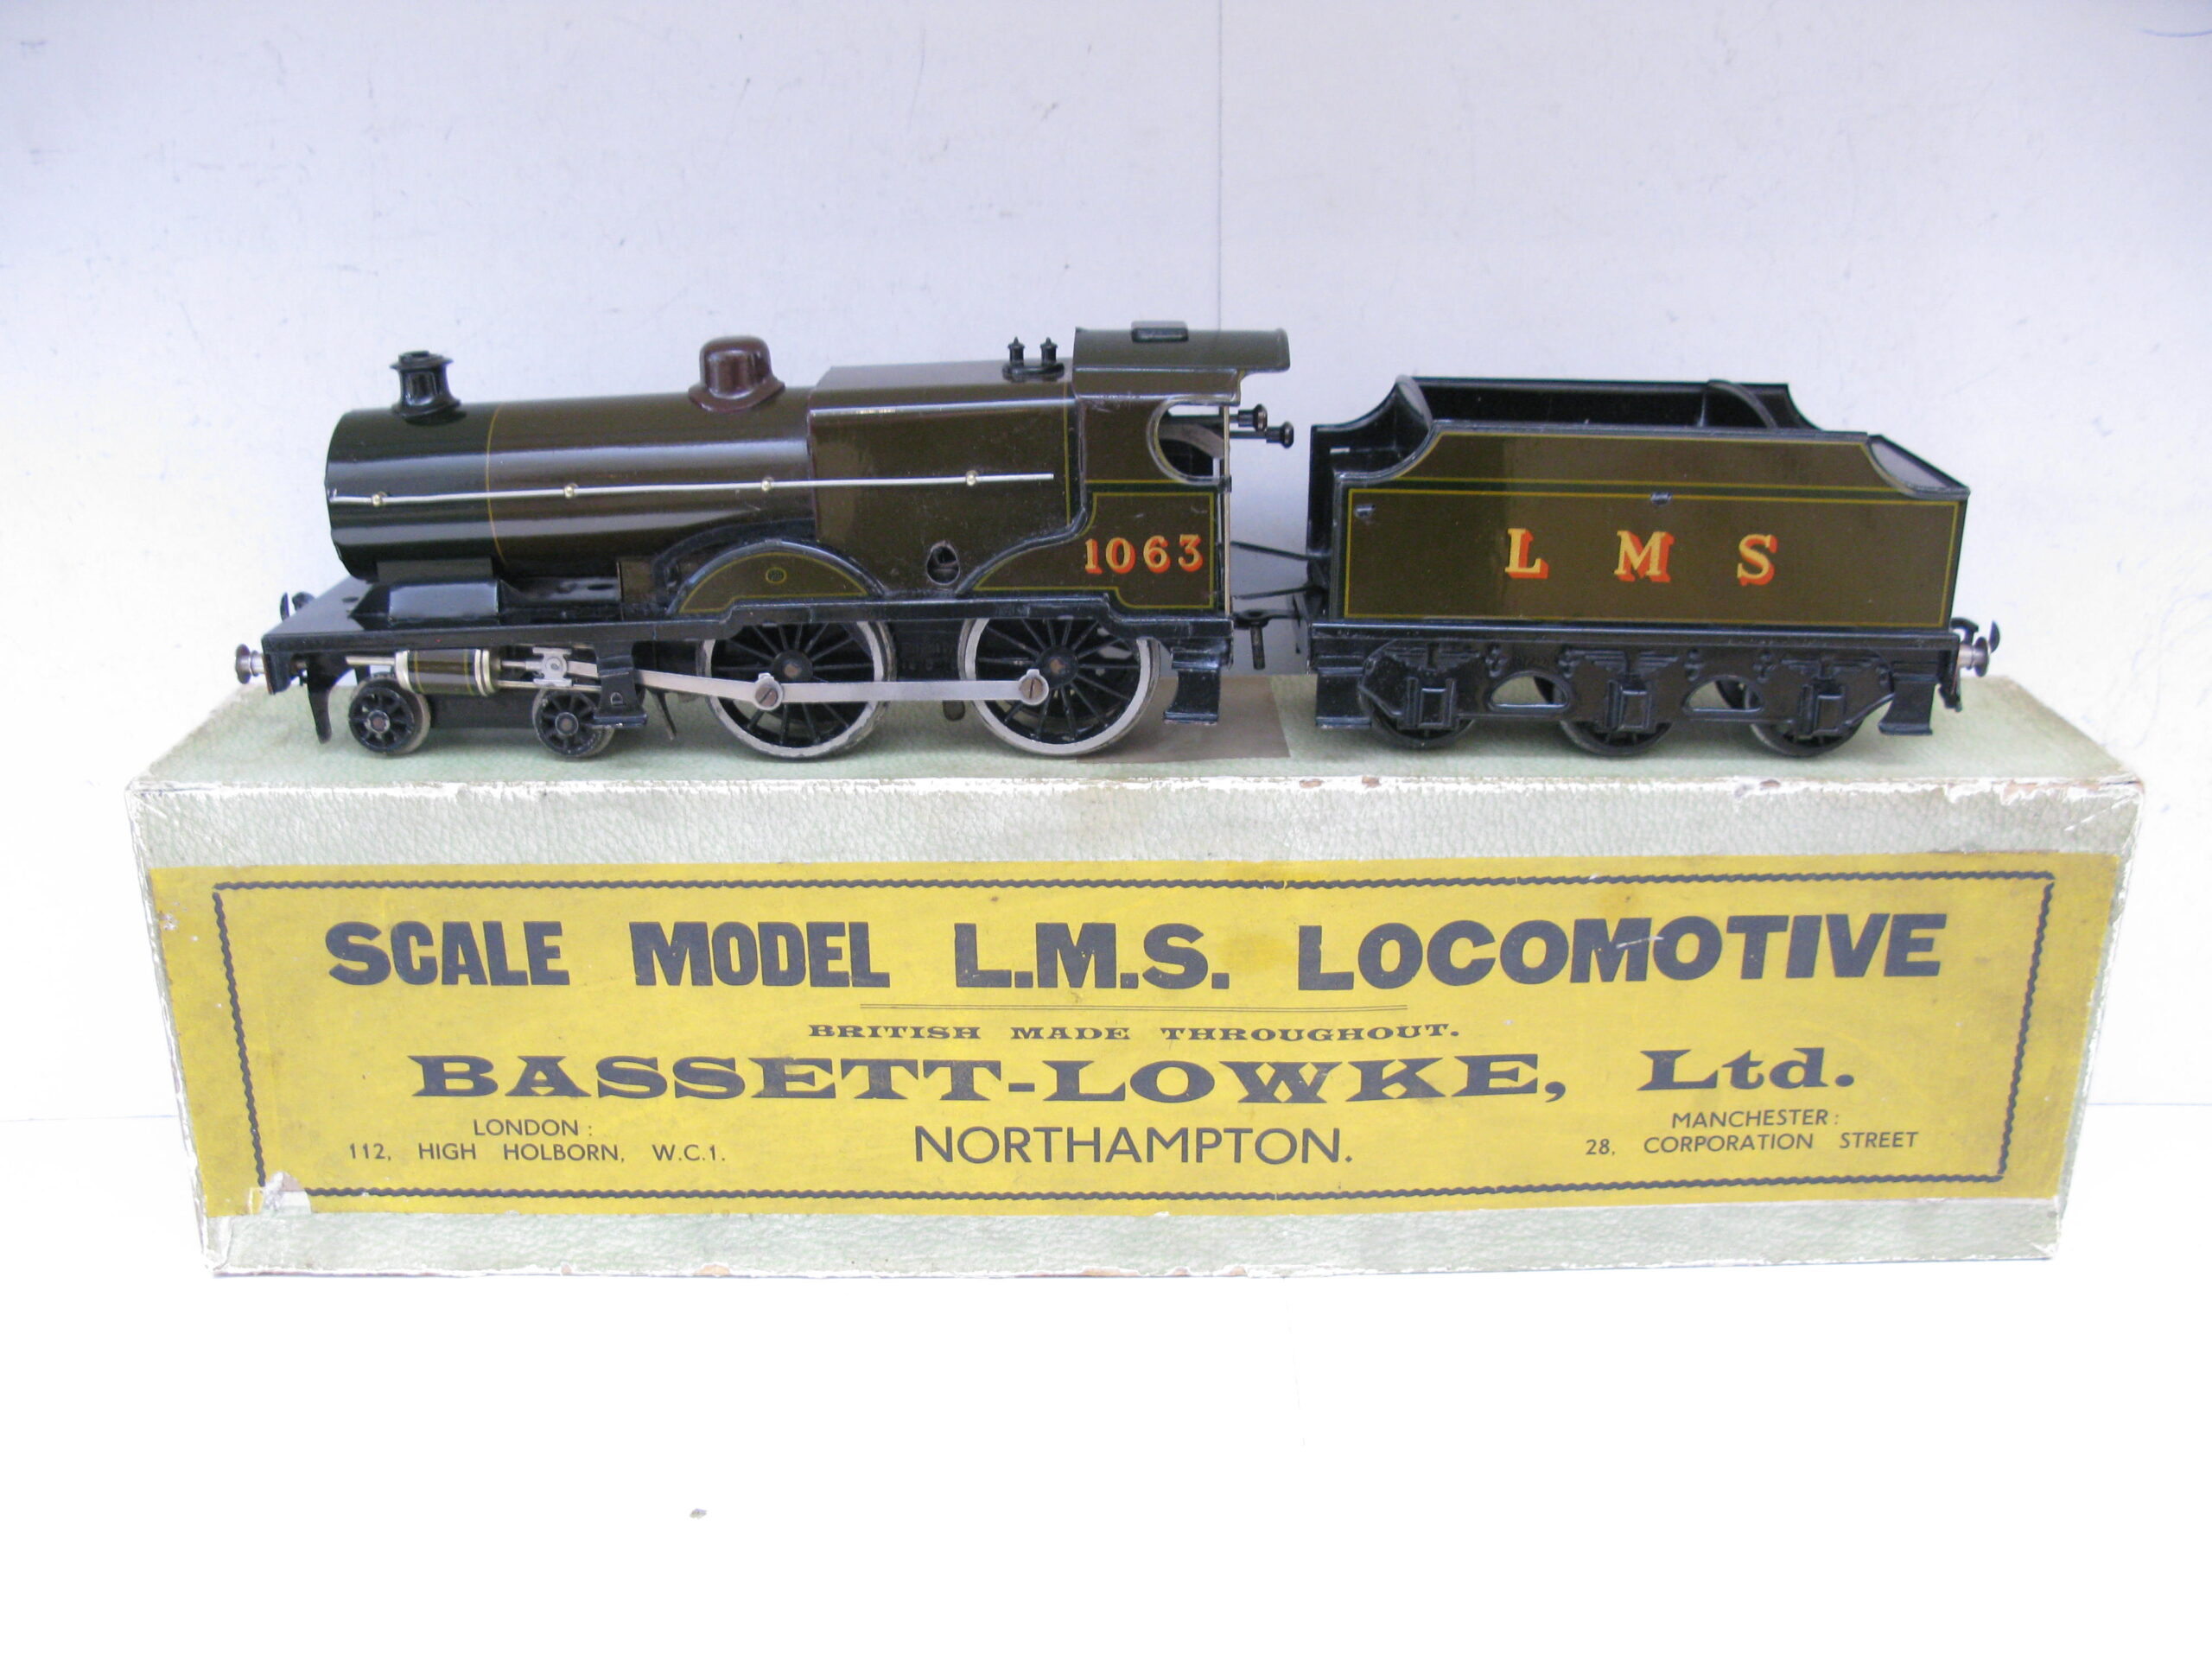 1063
L M S
SCALE MODEL L.M.S. LOCOMOTIVE
BRITISH MADE THROUGHOUT.
BASSETT-LOWKE, Ltd.
LONDON :
112, HIGH HOLBORN, W.C.1.
NORTHAMPTON.
MANCHESTER :
28, CORPORATION STREET